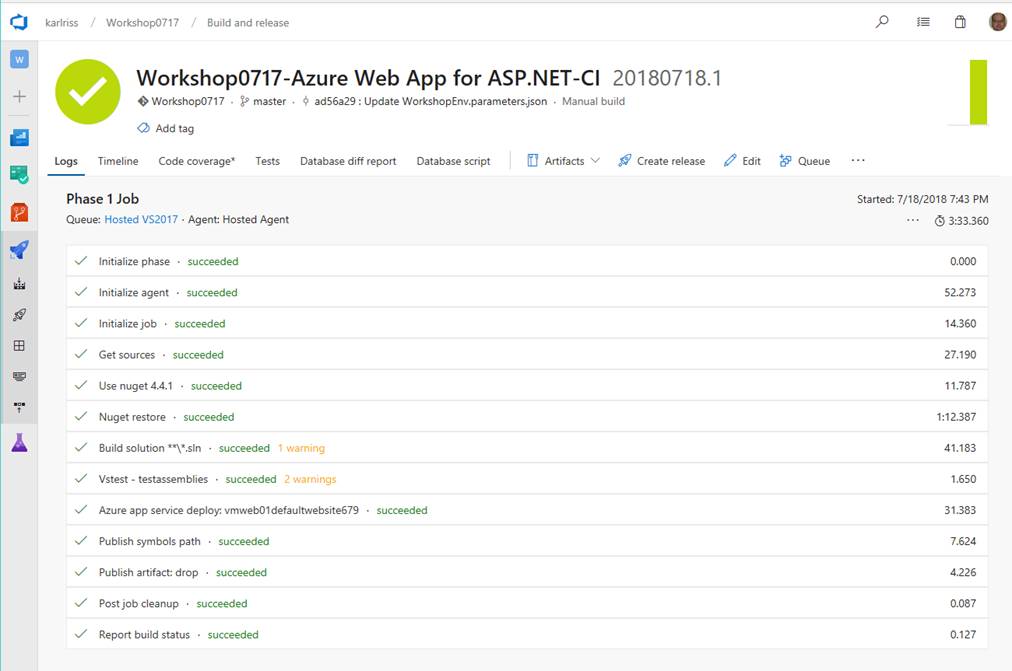 karlriss / Workshop0717 / Build and release
W
Workshop0717-Azure Web App for ASP.NET-CI 20180718.1
Workshop0717 · master · ad56a29 : Update WorkshopEnv.parameters.json · Manual build
Add tag
Logs Timeline Code coverage* Tests Database diff report Database script Artifacts Create release Edit Queue ···
Phase 1 Job Started: 7/18/2018 7:43 PM
Queue: Hosted VS2017 · Agent: Hosted Agent ··· 3:33.360
Initialize phase · succeeded 0.000
Initialize agent · succeeded 52.273
Initialize job · succeeded 14.360
Get sources · succeeded 27.190
Use nuget 4.4.1 · succeeded 11.787
Nuget restore · succeeded 1:12.387
Build solution **\*.sln · succeeded 1 warning 41.183
Vstest - testassemblies · succeeded 2 warnings 1.650
Azure app service deploy: vmweb01defaultwebsite679 · succeeded 31.383
Publish symbols path · succeeded 7.624
Publish artifact: drop · succeeded 4.226
Post job cleanup · succeeded 0.087
Report build status · succeeded 0.127